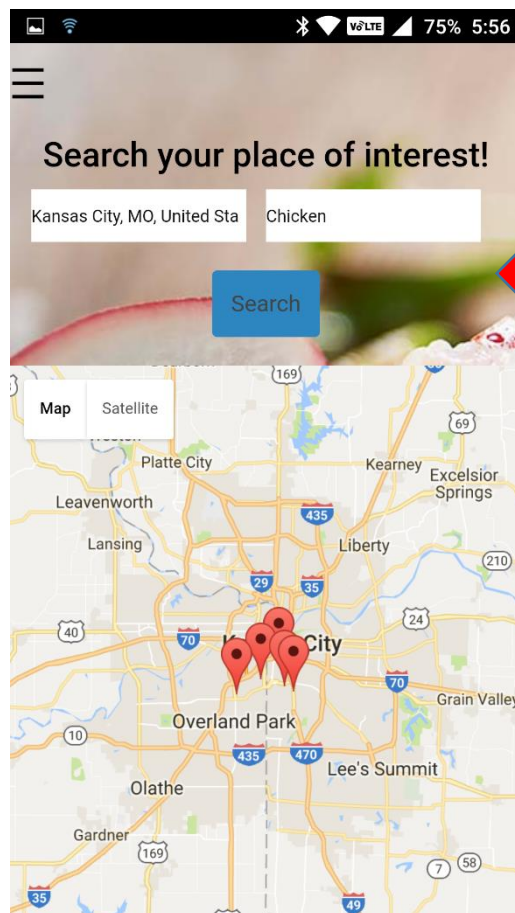 VoLTE 75% 5:56
Search your place of interest!
Kansas City, MO, United Sta Chicken
Search
169
Map Satellite
69
Platte City
Kearney
Excelsior
Springs
Leavenworth
435
Lansing
Liberty
210
29
35
24
40
70
City
70
Grain Valley
Overland Park
10
435
470
Lee's Summit
Olathe
Gardner
169
7
58
35
49